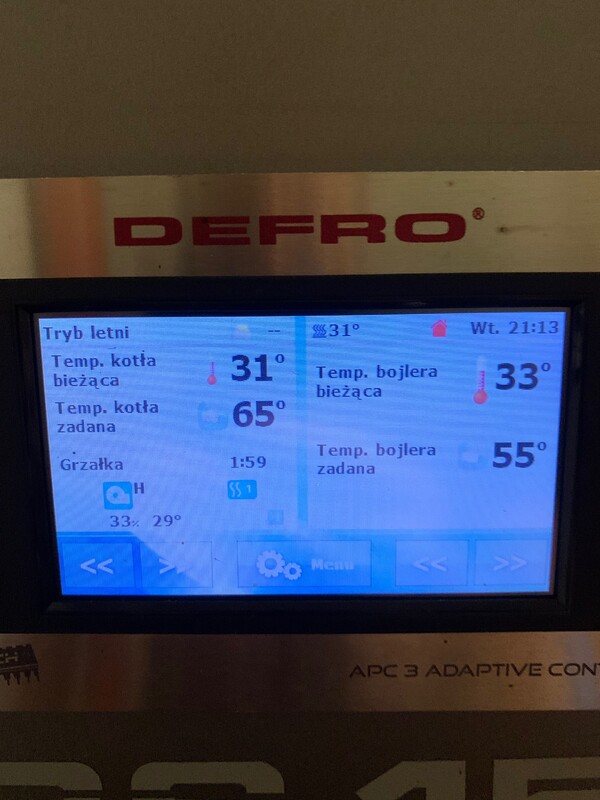 DEFRO®
Tryb letni -- 31° Wt. 21:13
Temp. kotła
bieżąca 31°
Temp. kotła
zadana 65°
Grzałka 1:59
H 1
33% 29°
Temp. bojlera
bieżąca 33°
Temp. bojlera
zadana 55°
<< >> Menu << >>
APC 3 ADAPTIVE CONT